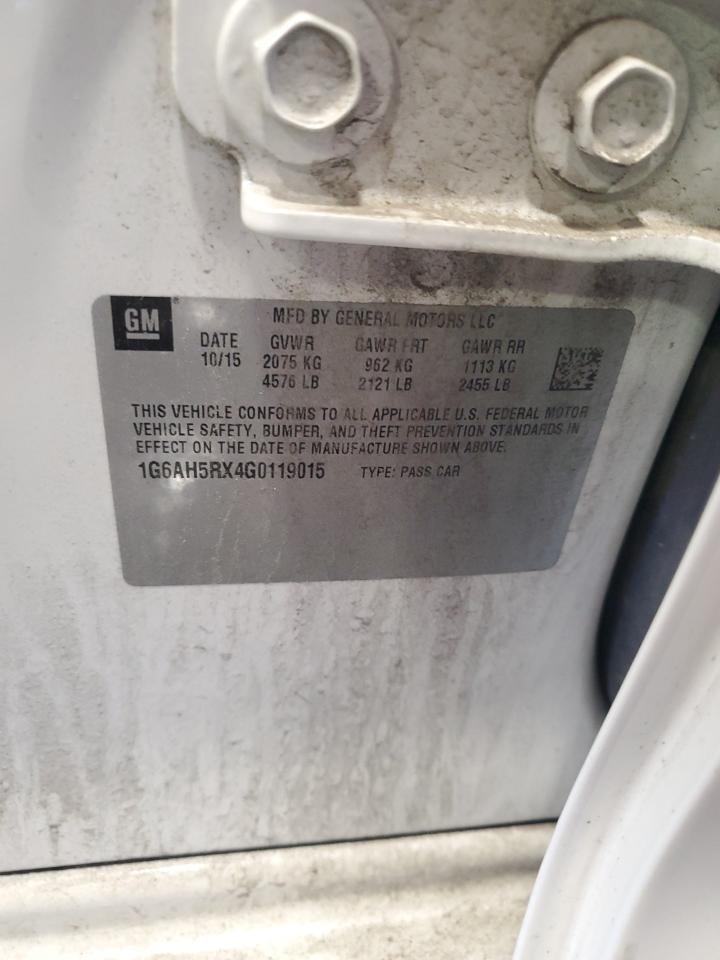 GM
MFD BY GENERAL MOTORS LLC
DATE GVWR GAWR FRT GAWR RR
10/15 2075 KG 962 KG 1113 KG
4576 LB 2121 LB 2455 LB
THIS VEHICLE CONFORMS TO ALL APPLICABLE U.S. FEDERAL MOTOR
VEHICLE SAFETY, BUMPER, AND THEFT PREVENTION STANDARDS IN
EFFECT ON THE DATE OF MANUFACTURE SHOWN ABOVE.
1G6AH5RX4G0119015 TYPE: PASS CAR